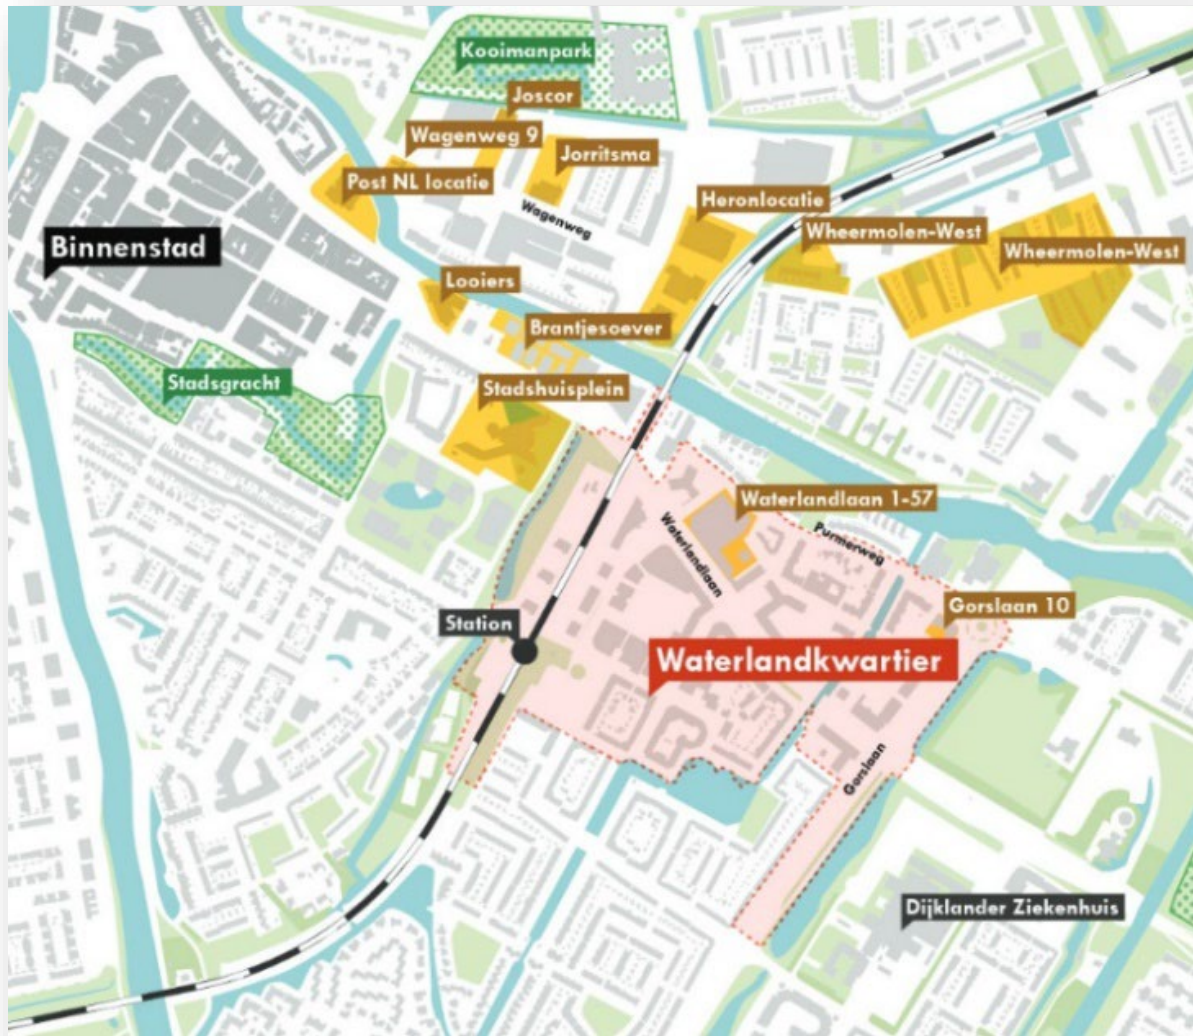 Kooimanpark
Joscor
Wagenweg 9
Jorritsma
Post NL locatie
Wagenweg
Heronlocatie
Binnenstad
Wheermolen-West
Wheermolen-West
Looiers
Brantjesoever
Stadsgracht
Stadshuisplein
Waterlandlaan 1-57
Purmerweg
Waterlandlaan
Station
Gorslaan 10
Waterlandkwartier
Gorslaan
Dijklander Ziekenhuis